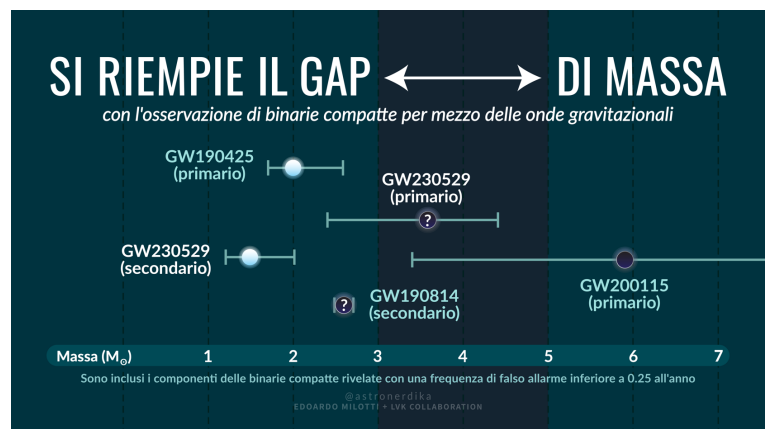 SI RIEMPIE IL GAP DI MASSA
con l'osservazione di binarie compatte per mezzo delle onde gravitazionali
GW190425
(primario)
GW230529
(primario)
?
GW230529
(secondario)
GW200115
(primario)
?
GW190814
(secondario)
Massa (M☉) 1 2 3 4 5 6 7
Sono inclusi i componenti delle binarie compatte rivelate con una frequenza di falso allarme inferiore a 0.25 all'anno
@astronerdika
EDOARDO MILOTTI + LVK COLLABORATION